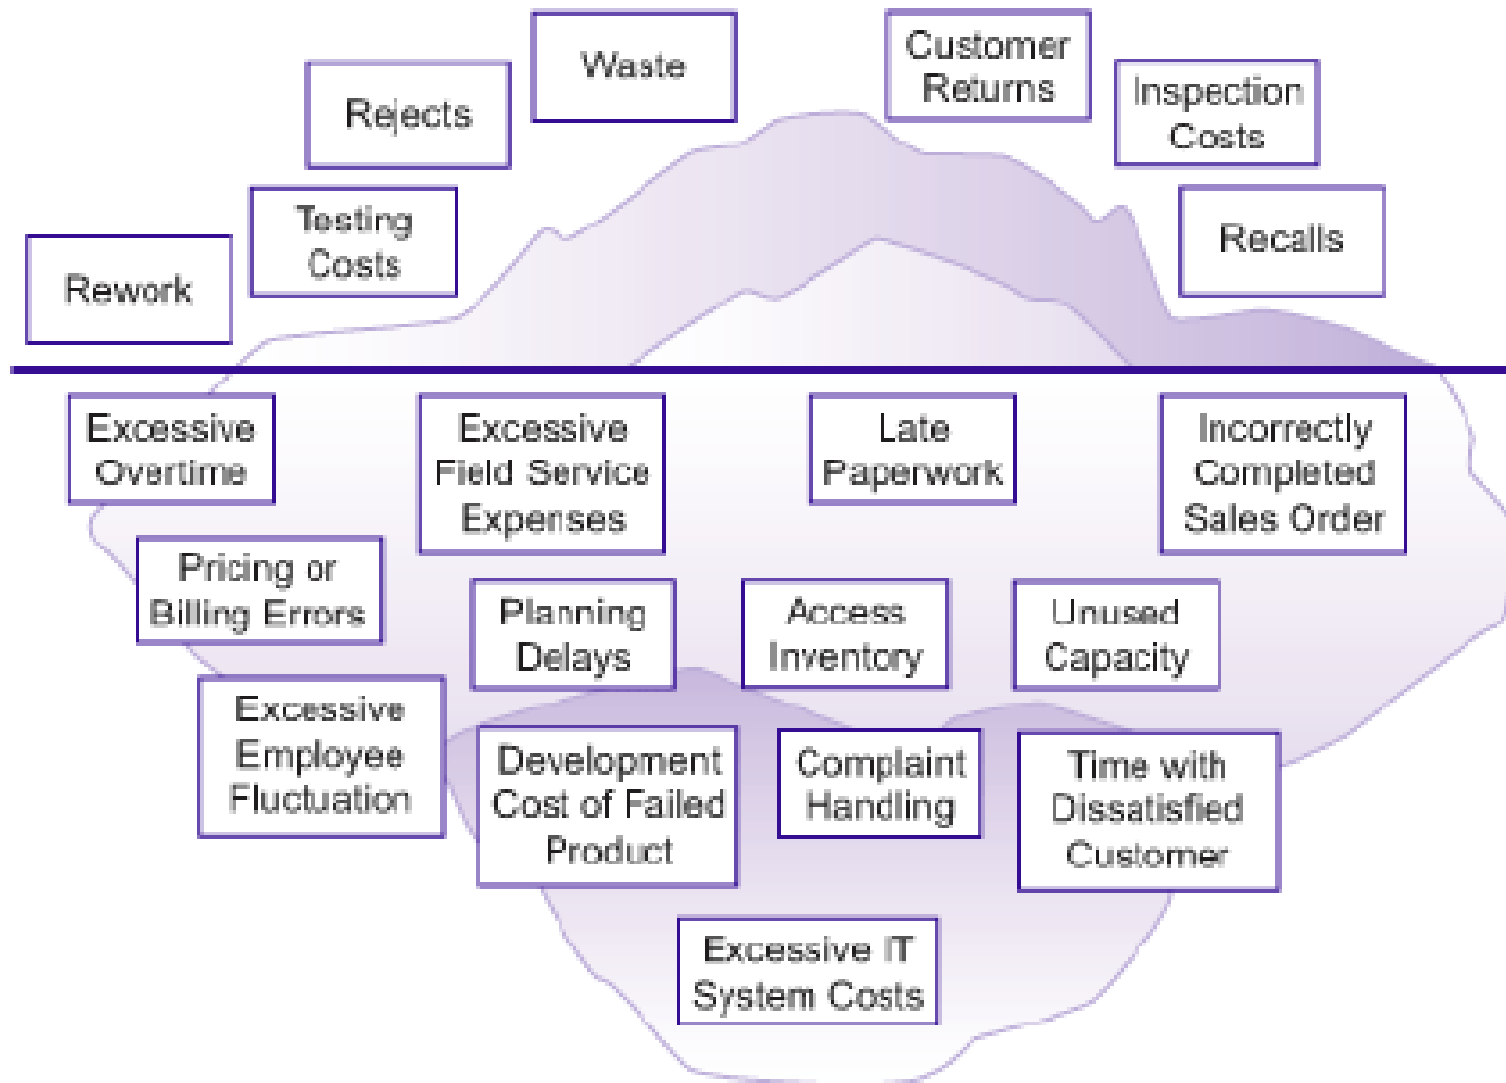 Waste
Customer
Returns
Rejects
Inspection
Costs
Testing
Costs
Recalls
Rework
Excessive
Overtime
Excessive
Field Service
Expenses
Late
Paperwork
Incorrectly
Completed
Sales Order
Pricing or
Billing Errors
Planning
Delays
Access
Inventory
Unused
Capacity
Excessive
Employee
Fluctuation
Development
Cost of Failed
Product
Complaint
Handling
Time with
Dissatisfied
Customer
Excessive IT
System Costs